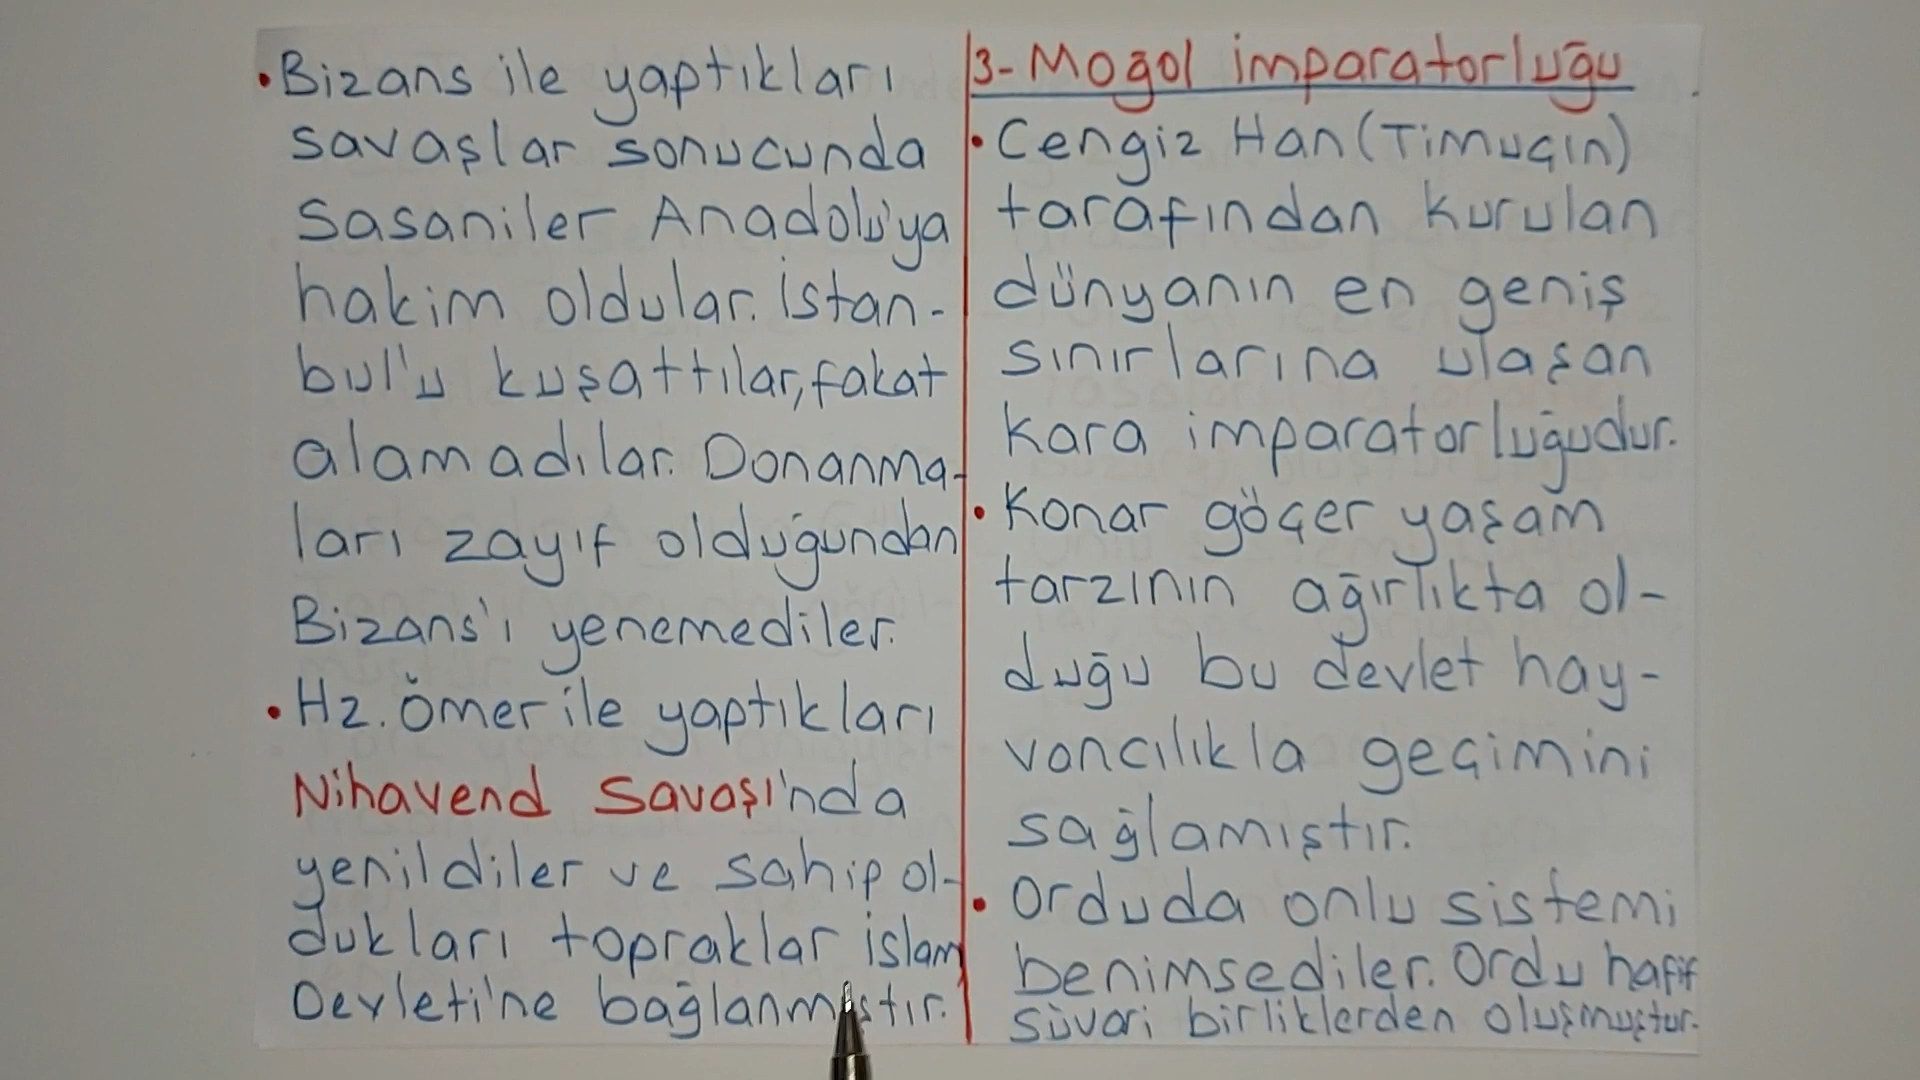 •Bizans ile yaptıkları
savaşlar sonucunda
Sasaniler Anadolu'ya
hakim oldular. İstan-
bul'u kuşattılar, fakat
alamadılar. Donanma-
ları zayıf olduğundan
Bizans'ı yenemediler.
•Hz. Ömer ile yaptıkları
Nihavend Savaşı'nda
yenildiler ve sahip ol-
dukları topraklar İslam
Devleti'ne bağlanmıştır.
3- Moğol imparatorluğu
•Cengiz Han (Timuçin)
tarafından kurulan
dünyanın en geniş
sınırlarına ulaşan
kara imparatorluğudur.
•Konar göçer yaşam
tarzının ağırlıkta ol-
duğu bu devlet hay-
vancılıkla geçimini
sağlamıştır.
•Orduda onlu sistemi
benimsediler. Ordu hafif
süvari birliklerden oluşmuştur.